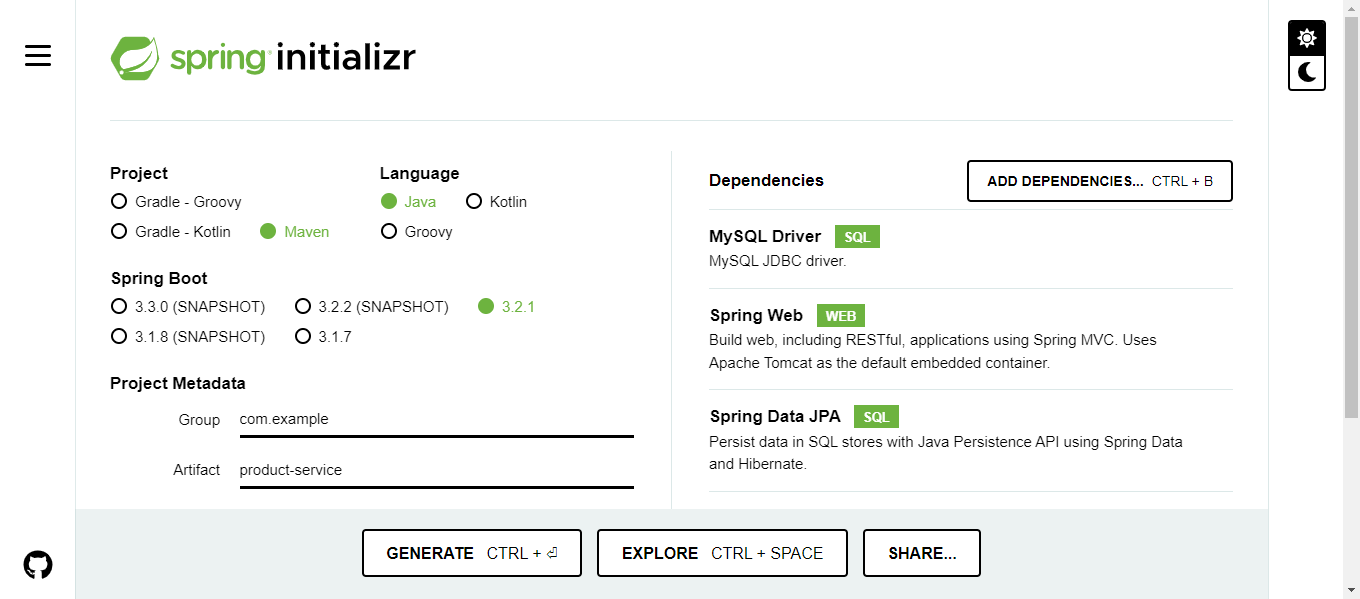 spring initializr
Project
Gradle - Groovy
Gradle - Kotlin Maven
Language
Java Kotlin
Groovy
Spring Boot
3.3.0 (SNAPSHOT) 3.2.2 (SNAPSHOT) 3.2.1
3.1.8 (SNAPSHOT) 3.1.7
Project Metadata
Group com.example
Artifact product-service
Dependencies ADD DEPENDENCIES... CTRL + B
MySQL Driver SQL
MySQL JDBC driver.
Spring Web WEB
Build web, including RESTful, applications using Spring MVC. Uses
Apache Tomcat as the default embedded container.
Spring Data JPA SQL
Persist data in SQL stores with Java Persistence API using Spring Data
and Hibernate.
GENERATE CTRL + ⏎ EXPLORE CTRL + SPACE SHARE...